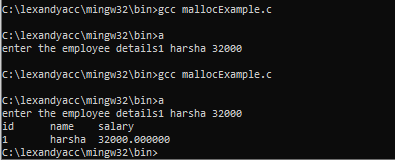 C:\lexandyacc\mingw32\bin>gcc mallocExample.c
C:\lexandyacc\mingw32\bin>a
enter the employee details1 harsha 32000
C:\lexandyacc\mingw32\bin>gcc mallocExample.c
C:\lexandyacc\mingw32\bin>a
enter the employee details1 harsha 32000
id name salary
1 harsha 32000.000000
C:\lexandyacc\mingw32\bin>